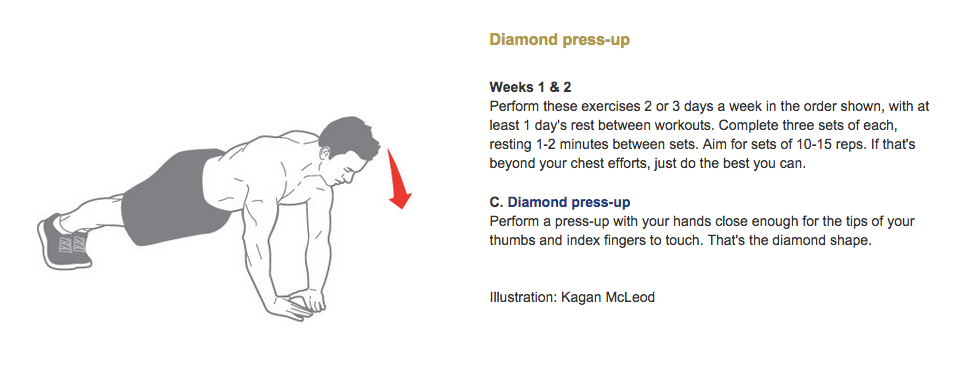 Diamond press-up
Weeks 1 & 2
Perform these exercises 2 or 3 days a week in the order shown, with at
least 1 day's rest between workouts. Complete three sets of each,
resting 1-2 minutes between sets. Aim for sets of 10-15 reps. If that's
beyond your chest efforts, just do the best you can.
C. Diamond press-up
Perform a press-up with your hands close enough for the tips of your
thumbs and index fingers to touch. That's the diamond shape.
Illustration: Kagan McLeod